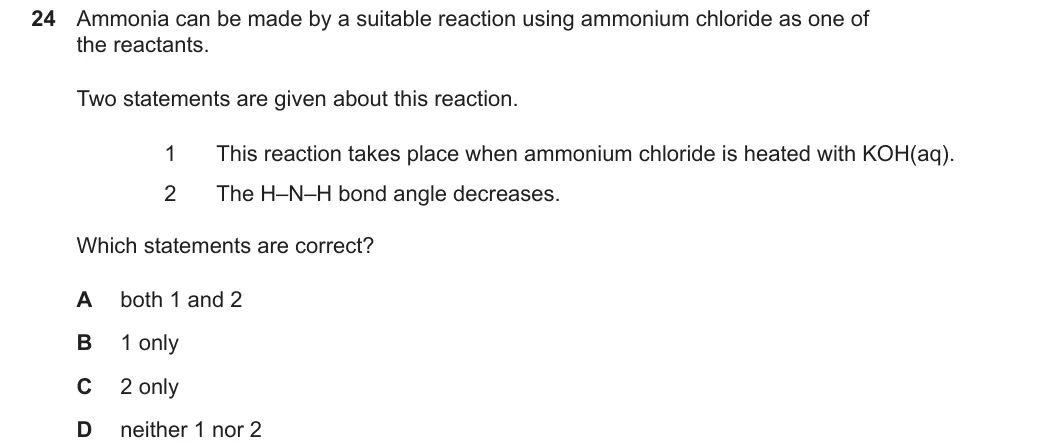 24 Ammonia can be made by a suitable reaction using ammonium chloride as one of
the reactants.
Two statements are given about this reaction.
1 This reaction takes place when ammonium chloride is heated with KOH(aq).
2 The H–N–H bond angle decreases.
Which statements are correct?
A both 1 and 2
B 1 only
C 2 only
D neither 1 nor 2